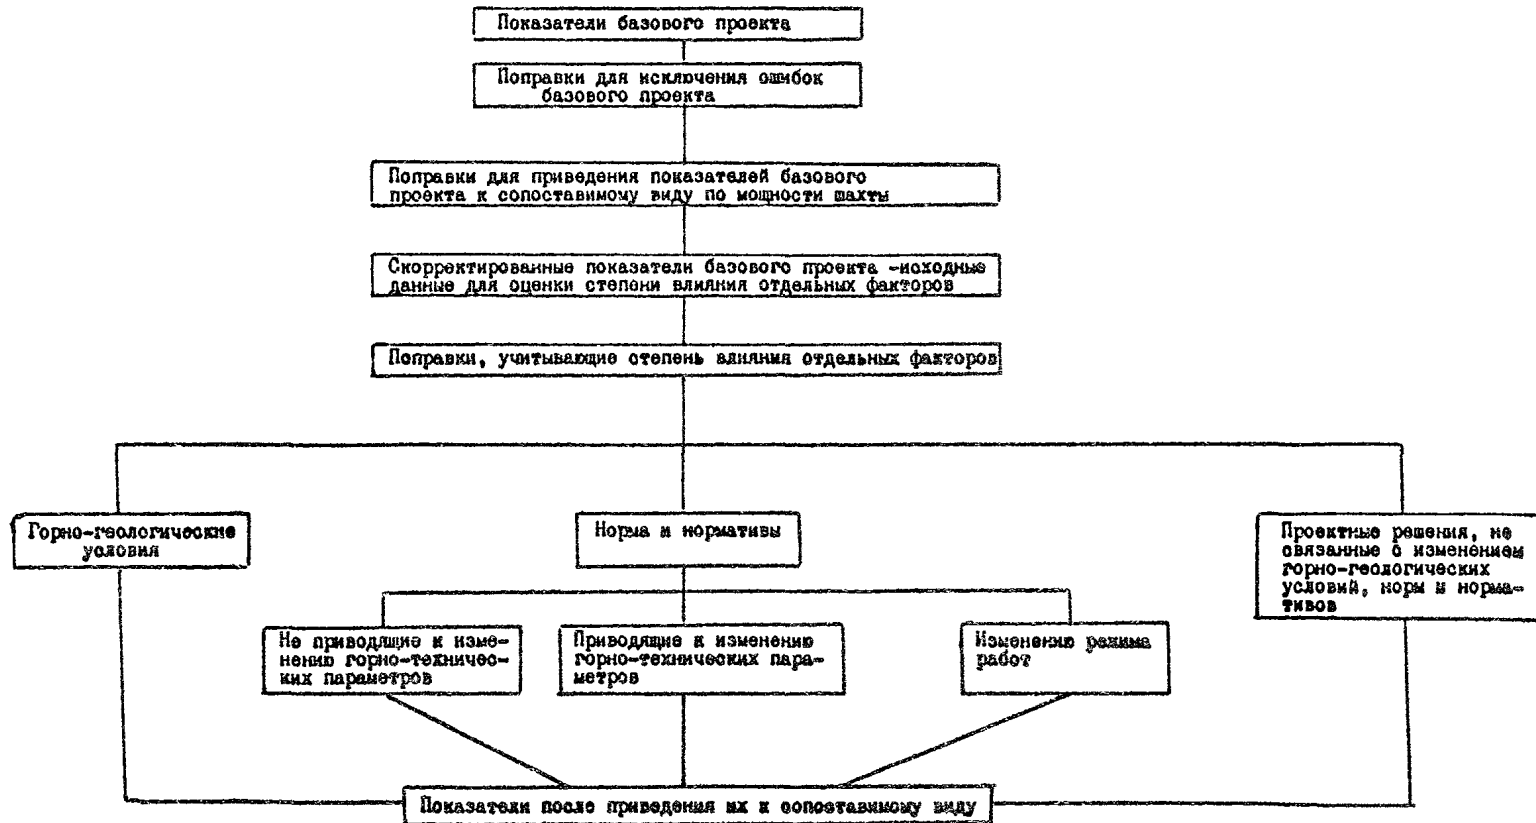 Показатели базового проекта
Поправки для исключения ошибок
базового проекта
Поправки для приведения показателей базового
проекта к сопоставимому виду по мощности шахты
Скорректированные показатели базового проекта -исходные
данные для оценки степени влияния отдельных факторов
Поправки, учитывающие степень влияния отдельных факторов
Горно-геологические
условия
Норма и нормативы
Проектные решения, не
связанные с изменением
горно-геологических
условий, норм и норма-
тивов
Не приводящие к изме-
нению горно-техничес-
ких параметров
Приводящие к изменению
горно-технических пара-
метров
Изменению режима
работ
Показатели после приведения их к сопоставимому виду